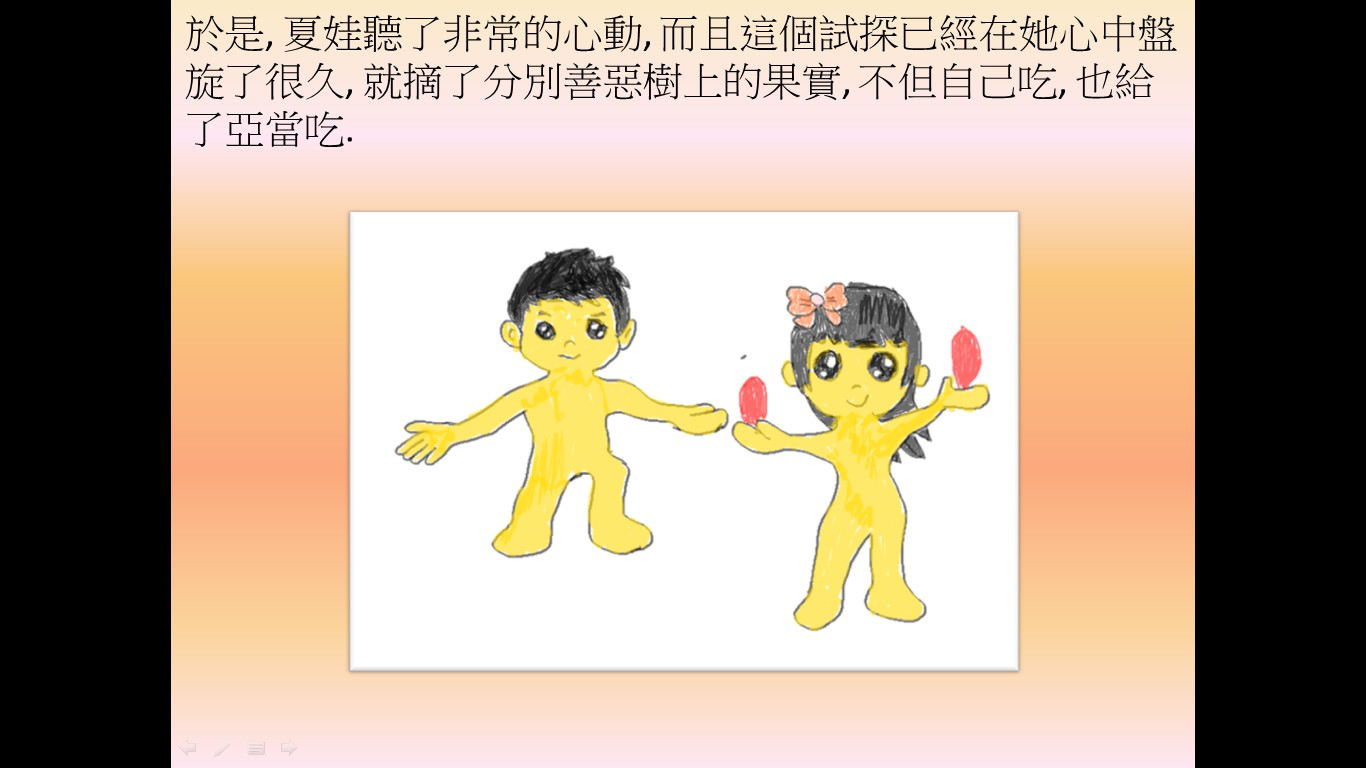 於是, 夏娃聽了非常的心動, 而且這個試探已經在她心中盤
旋了很久, 就摘了分別善惡樹上的果實, 不但自己吃, 也給
了亞當吃.